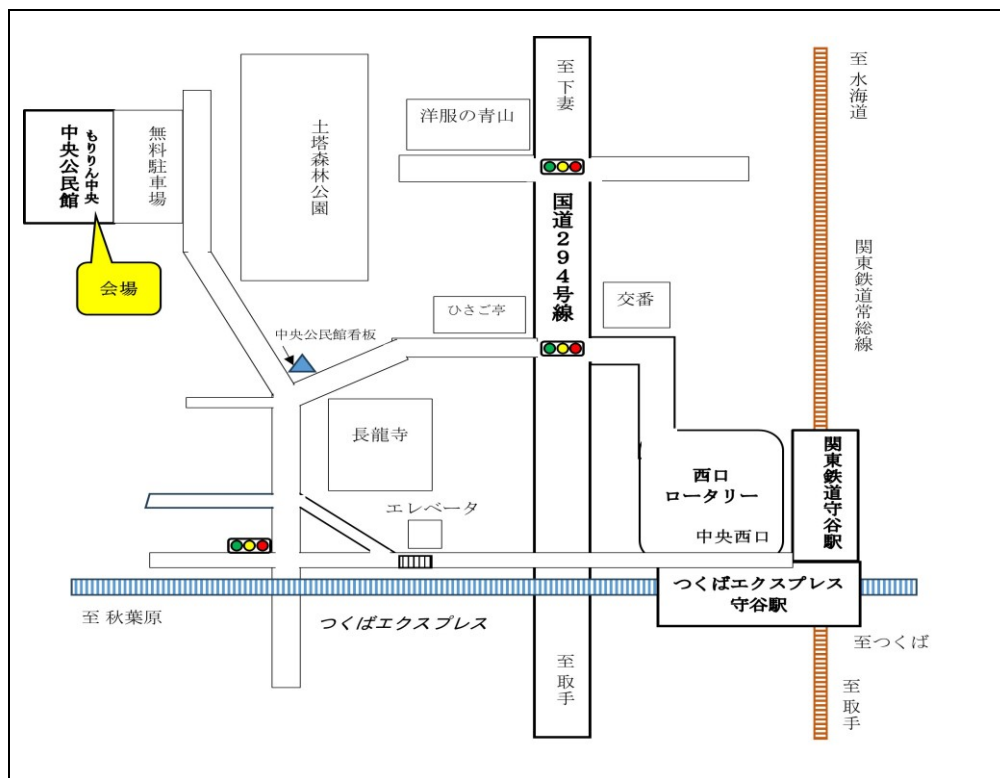 至 下妻
至 水海道
洋服の青山
土塔森林公園
無料駐車場
もりりん中央
中央公民館
会場
国道294号線
関東鉄道常総線
交番
ひさご亭
中央公民館看板
長龍寺
エレベータ
西口
ロータリー
中央西口
関東鉄道守谷駅
つくばエクスプレス
守谷駅
至 秋葉原
つくばエクスプレス
至つくば
至 取手
至 取手